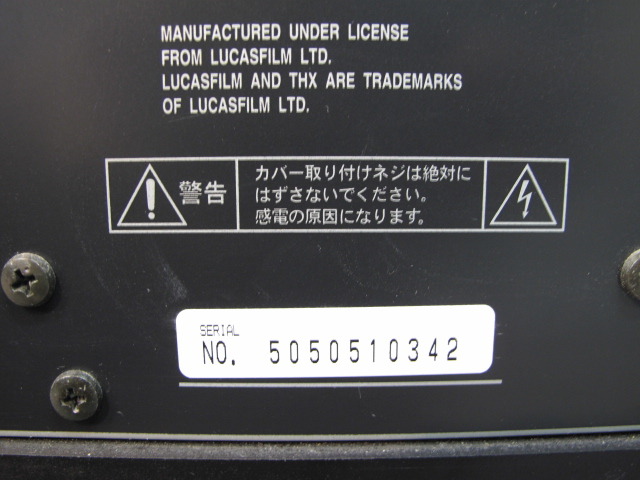 MANUFACTURED UNDER LICENSE
FROM LUCASFILM LTD.
LUCASFILM AND THX ARE TRADEMARKS
OF LUCASFILM LTD.
警告
カバー取り付けネジは絶対に
はずさないでください。
感電の原因になります。
SERIAL
NO. 5050510342